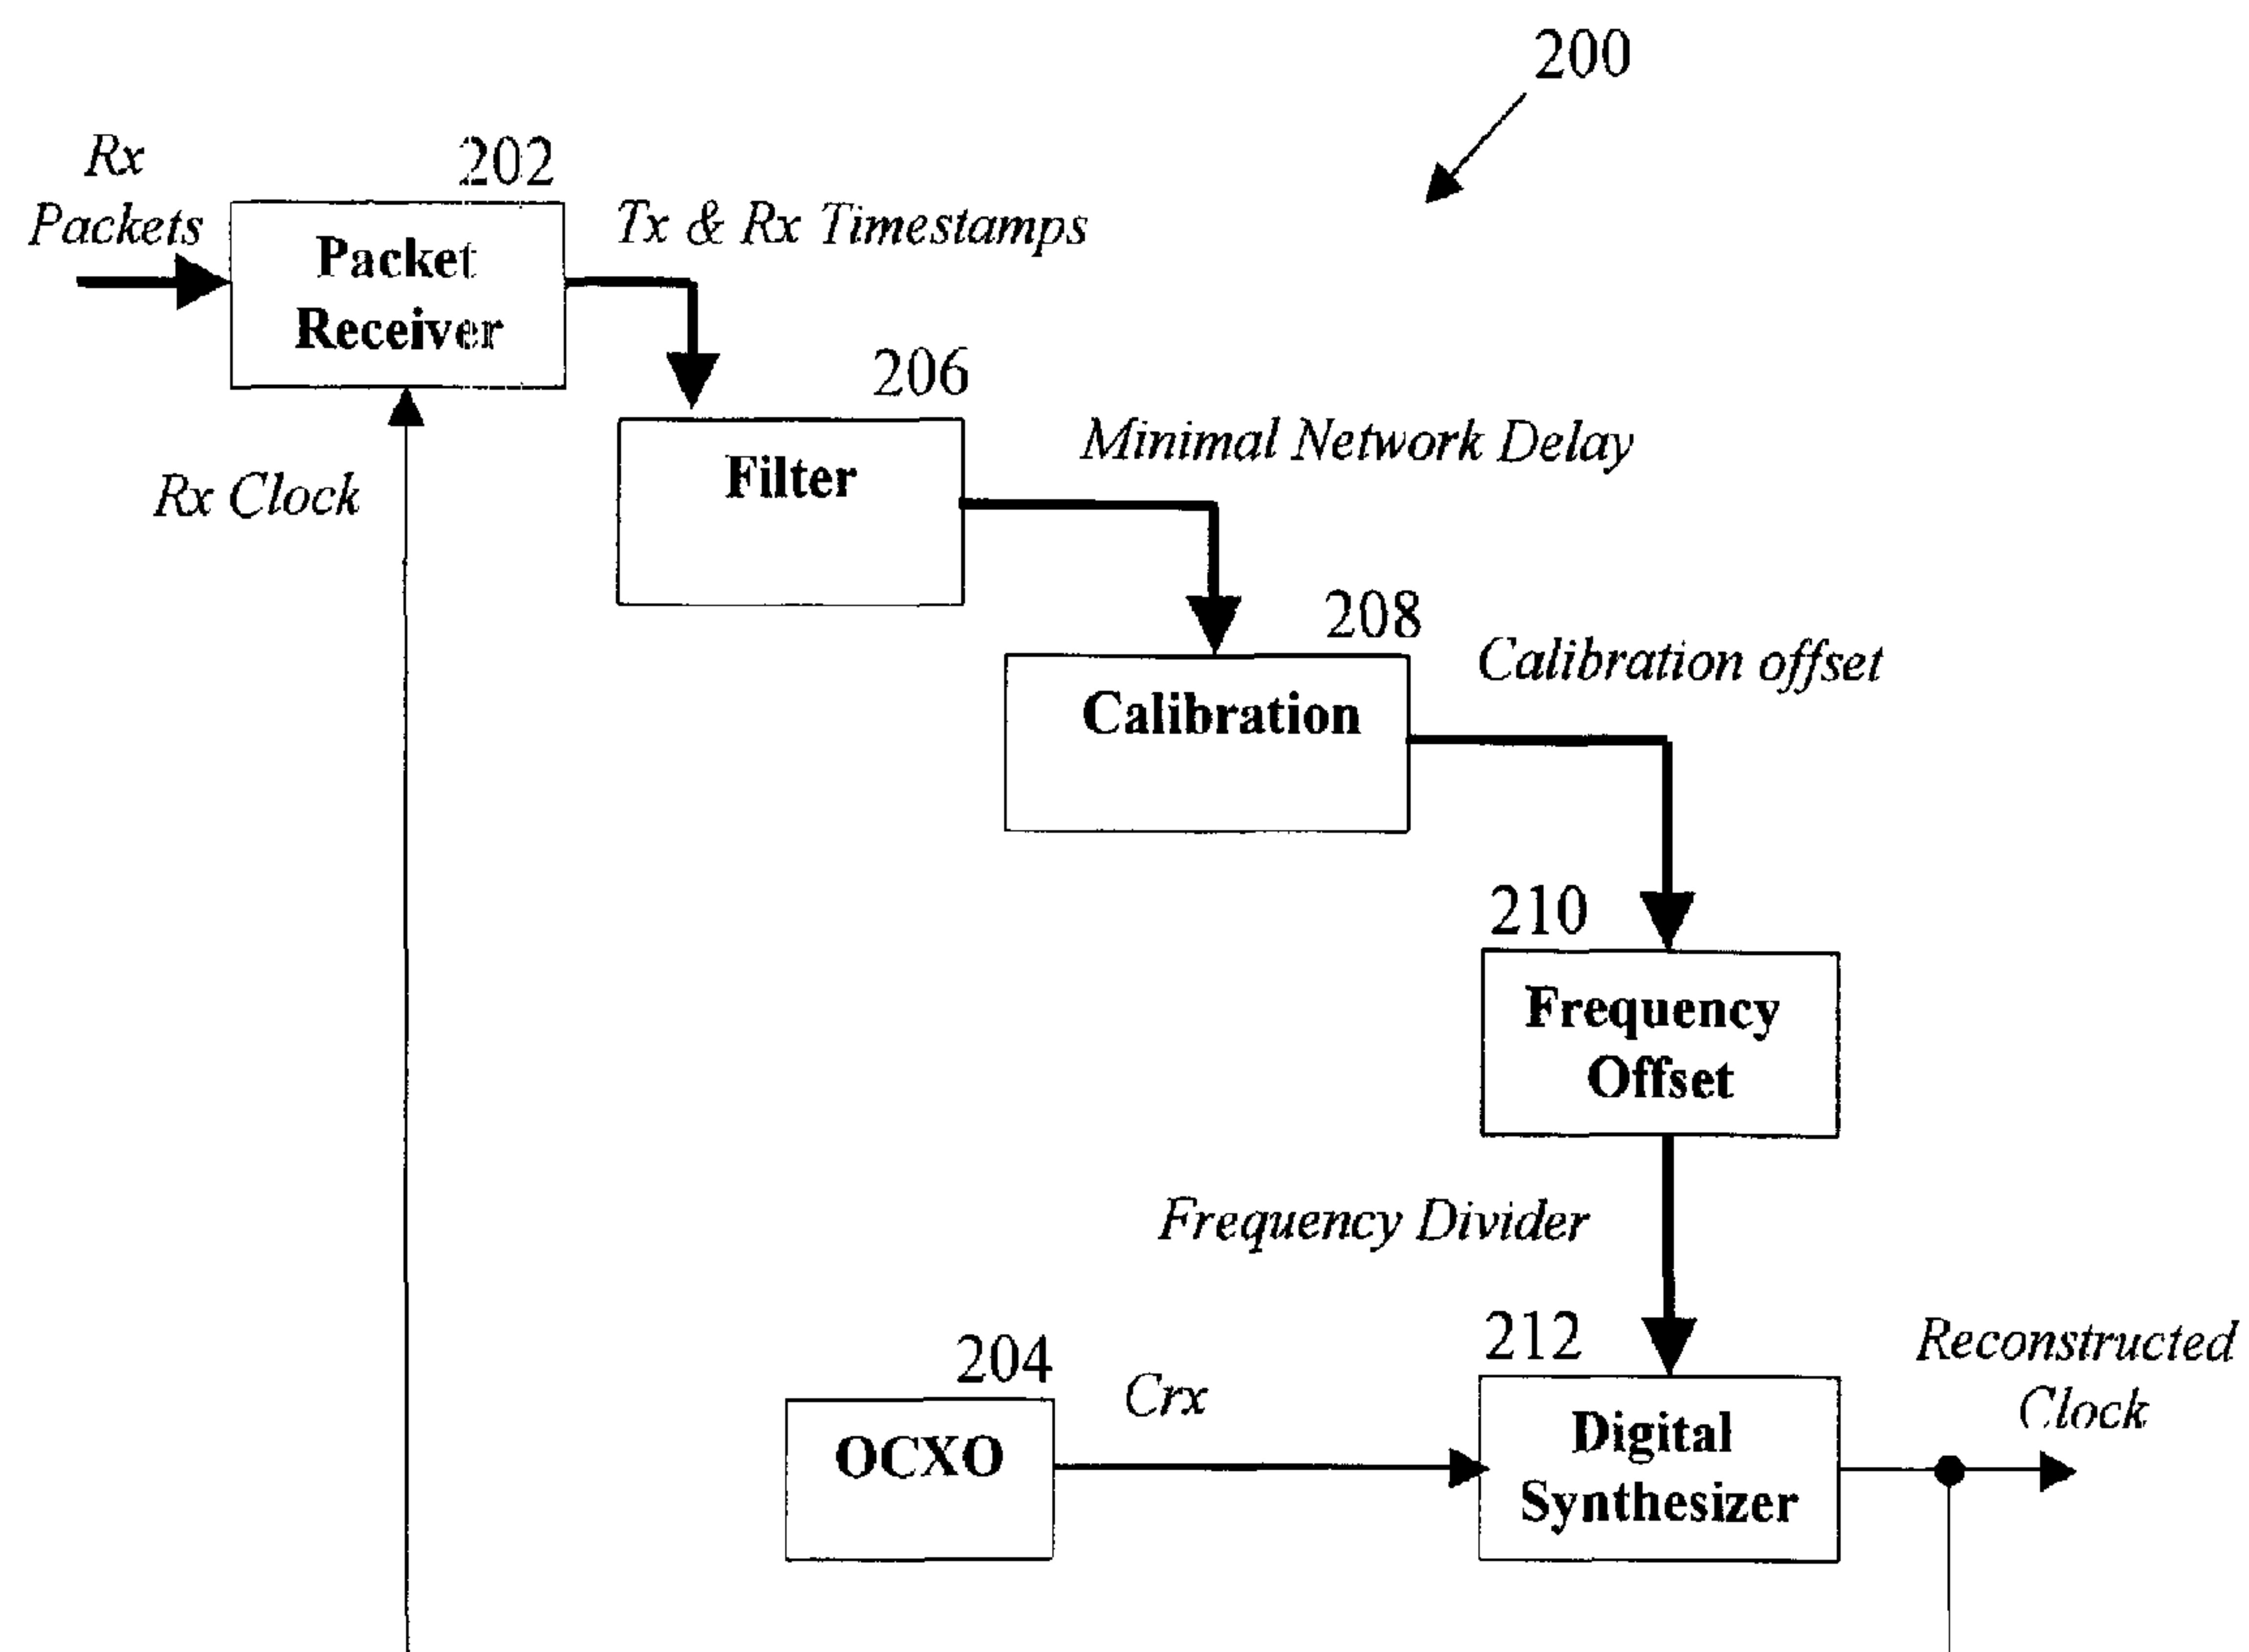 200
Rx
Packets
202
Packet
Receiver
Tx & Rx Timestamps
206
Filter
Minimal Network Delay
Rx Clock
208
Calibration
Calibration offset
210
Frequency
Offset
Frequency Divider
204
OCXO
Crx
212
Digital
Synthesizer
Reconstructed
Clock